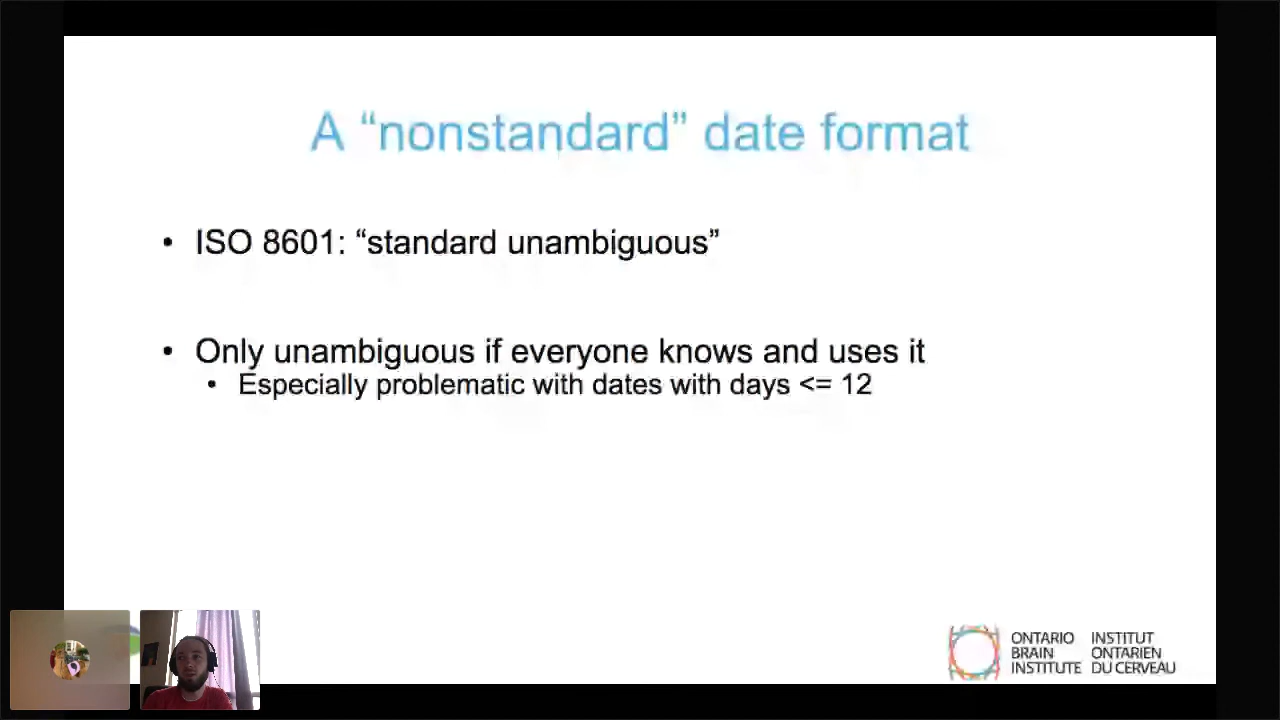 A “nonstandard” date format
• ISO 8601: “standard unambiguous”
• Only unambiguous if everyone knows and uses it
• Especially problematic with dates with days <= 12
ONTARIO BRAIN INSTITUTE
INSTITUT ONTARIEN DU CERVEAU